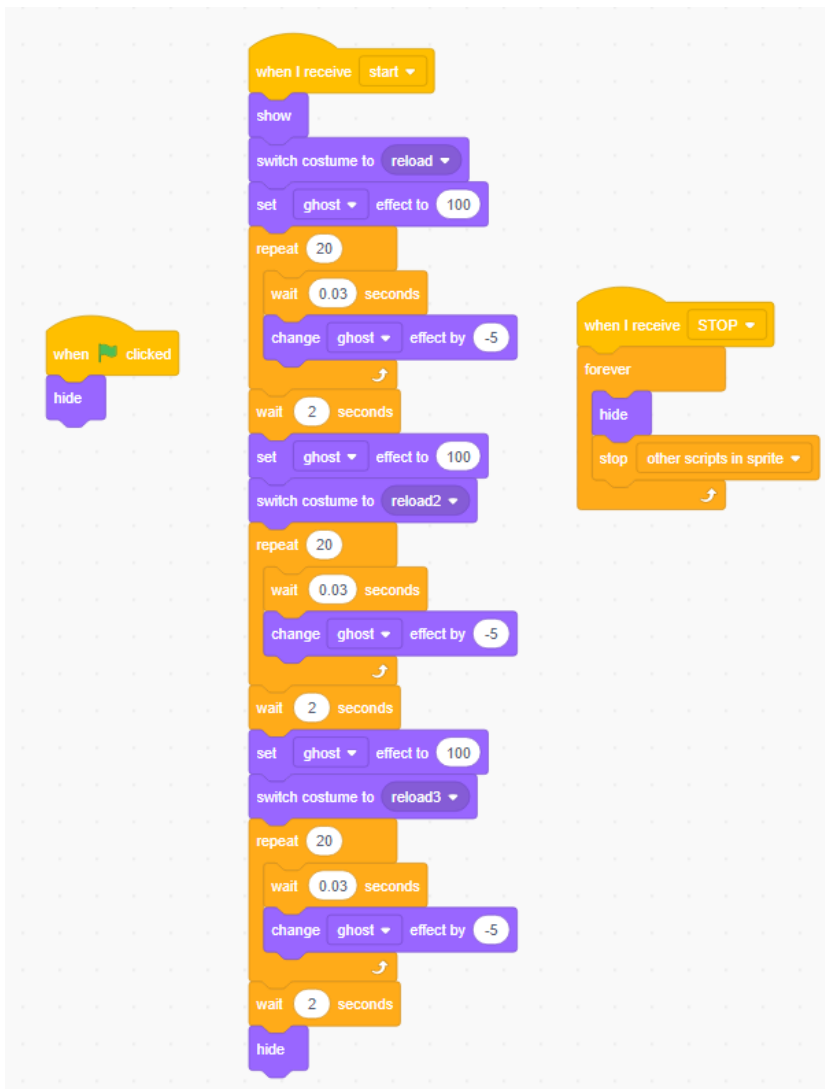 when clicked
hide
when I receive start
show
switch costume to reload
set ghost effect to 100
repeat 20
wait 0.03 seconds
change ghost effect by -5
wait 2 seconds
set ghost effect to 100
switch costume to reload2
repeat 20
wait 0.03 seconds
change ghost effect by -5
wait 2 seconds
set ghost effect to 100
switch costume to reload3
repeat 20
wait 0.03 seconds
change ghost effect by -5
wait 2 seconds
hide
when I receive STOP
forever
hide
stop other scripts in sprite